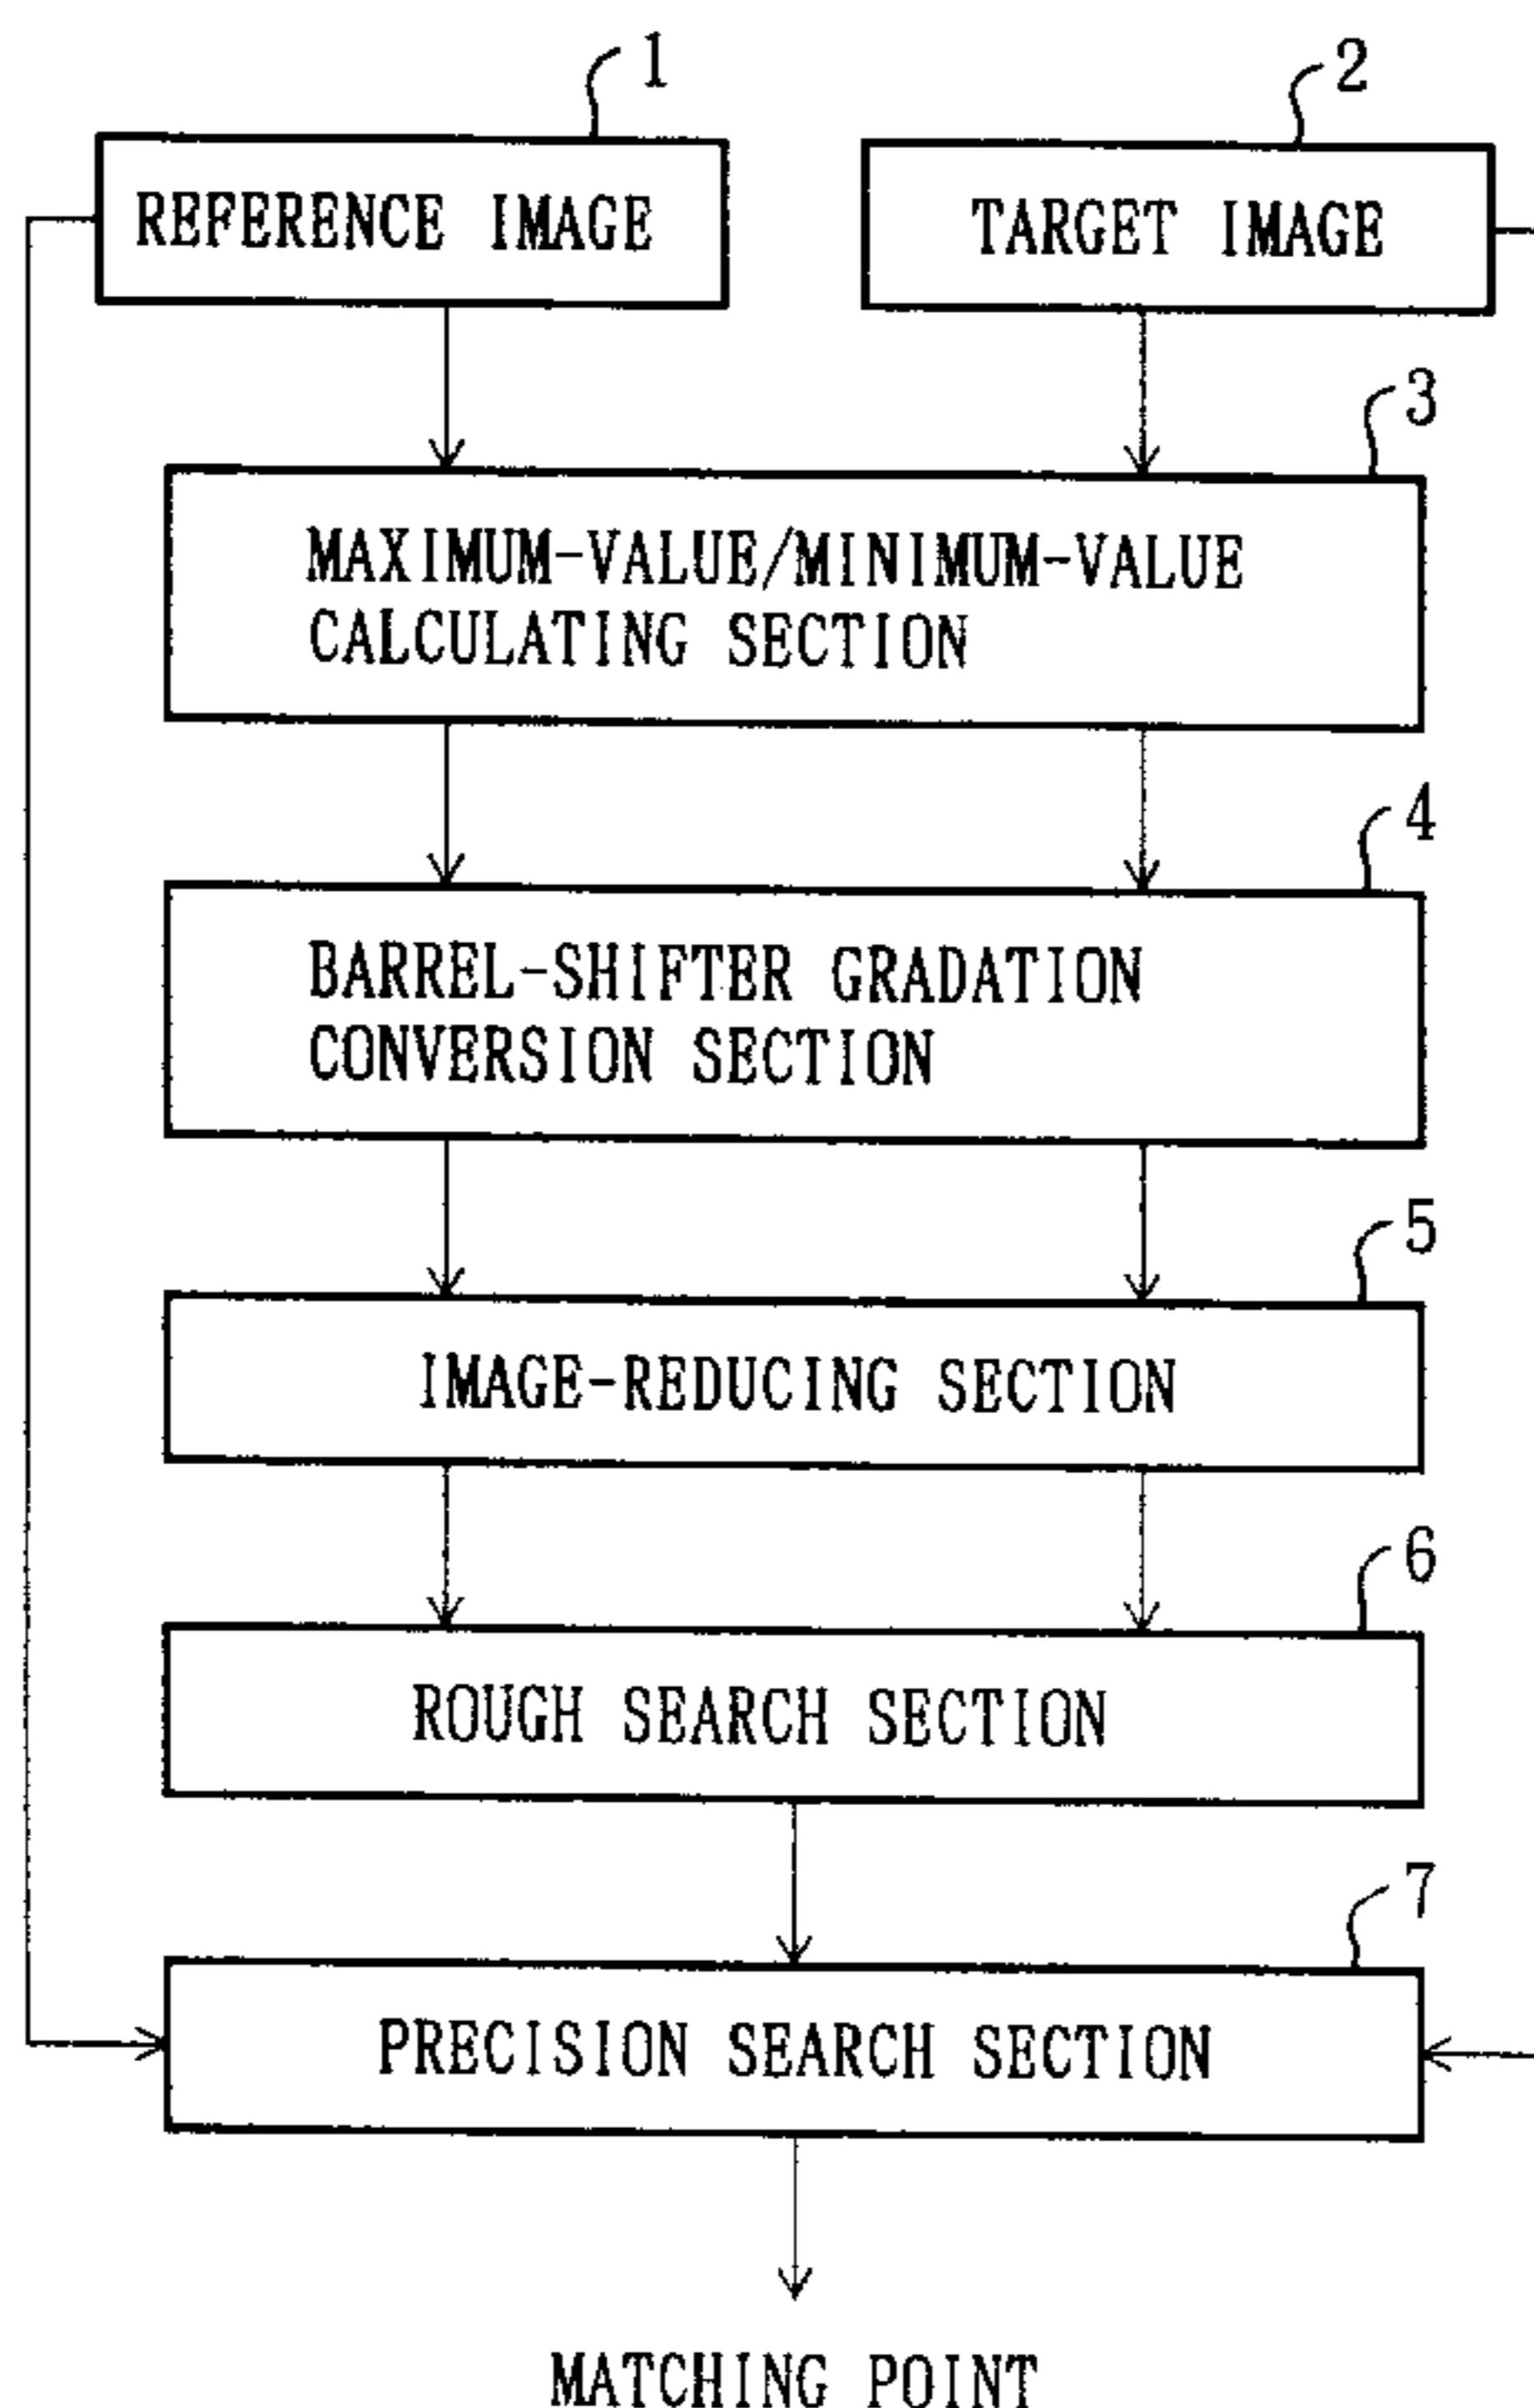 1
2
REFERENCE IMAGE
TARGET IMAGE
3
MAXIMUM-VALUE/MINIMUM-VALUE
CALCULATING SECTION
4
BARREL-SHIFTER GRADATION
CONVERSION SECTION
5
IMAGE-REDUCING SECTION
6
ROUGH SEARCH SECTION
7
PRECISION SEARCH SECTION
MATCHING POINT